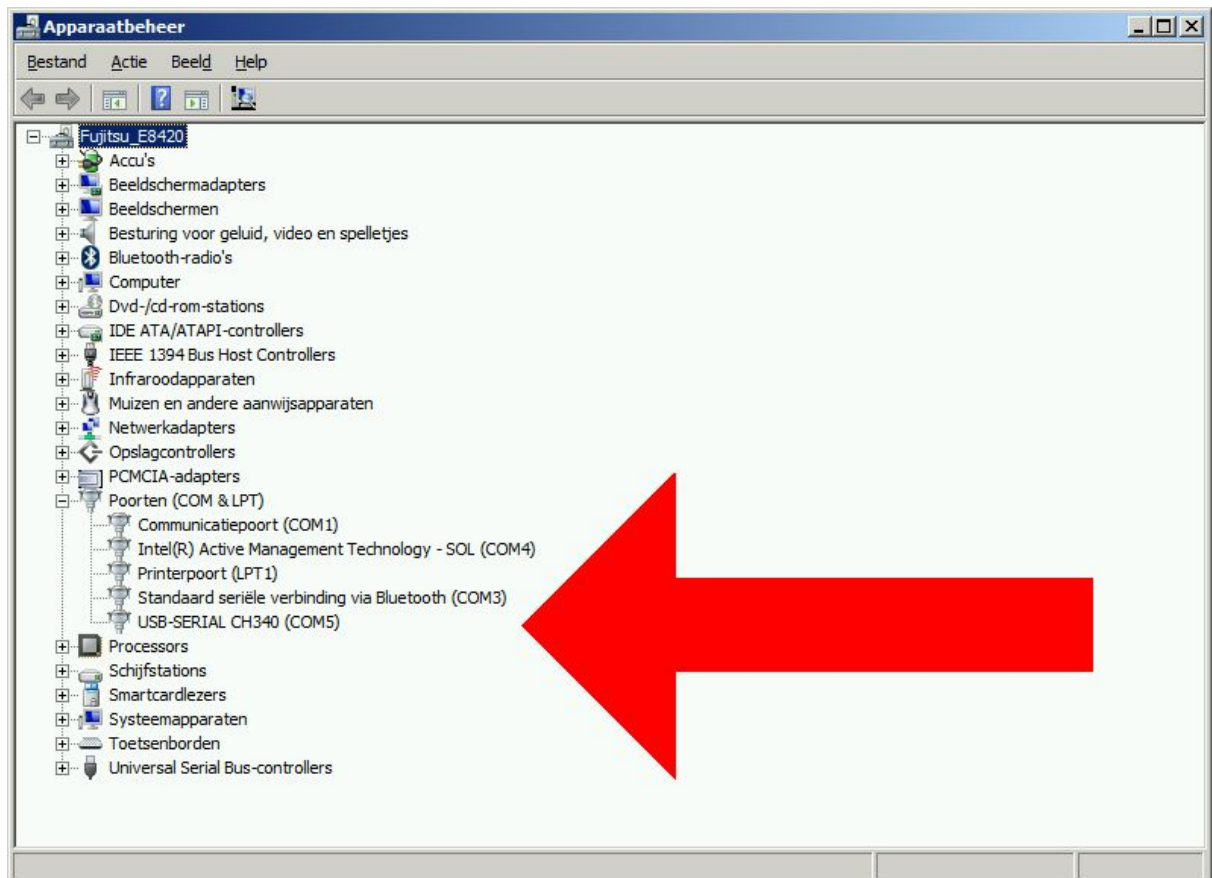 Apparaatbeheer
Bestand Actie Beeld Help
Fujitsu_E8420
Accu's
Beeldschermadapters
Beeldschermen
Besturing voor geluid, video en spelletjes
Bluetooth-radio's
Computer
Dvd-/cd-rom-stations
IDE ATA/ATAPI-controllers
IEEE 1394 Bus Host Controllers
Infraroodapparaten
Muizen en andere aanwijsapparaten
Netwerkadapters
Opslagcontrollers
PCMCIA-adapters
Poorten (COM & LPT)
Communicatiepoort (COM1)
Intel(R) Active Management Technology - SOL (COM4)
Printerpoort (LPT1)
Standaard seriële verbinding via Bluetooth (COM3)
USB-SERIAL CH340 (COM5)
Processors
Schijfstations
Smartcardlezers
Systeemapparaten
Toetsenborden
Universal Serial Bus-controllers